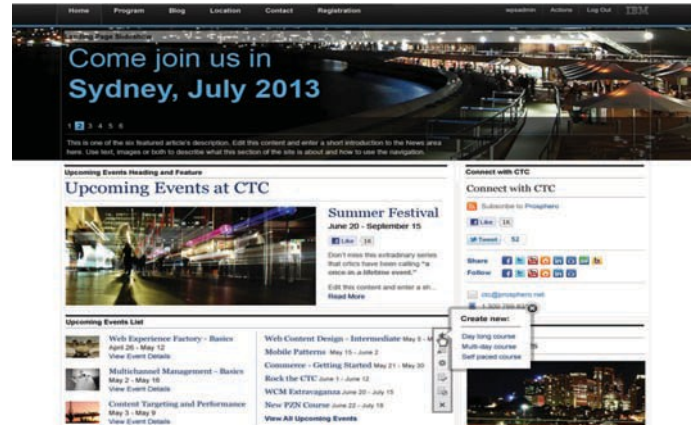 Home Program Blog Location Contact Registration wpsadmin Actions Log Out IBM
Landing Page Slideshow
Come join us in
Sydney, July 2013
1 2 3 4 5 6
This is one of the six featured article's description. Edit this content and enter a short introduction to the News area
here. Use text, images or both to describe what this section of the site is about and how to use the navigation.
Upcoming Events Heading and Feature
Upcoming Events at CTC
Summer Festival
June 20 - September 15
Like 16
Don't miss this extradinary series
that critics have been calling "a
once in a lifetime event."
Edit this content and enter a sh...
Read More
Connect with CTC
Connect with CTC
Subscribe to Prosphero
Like 16
Tweet 52
Share
Follow
ctc@prosphero.net
Upcoming Events List
Web Experience Factory - Basics
April 26 - May 12
View Event Details
Multichannel Management - Basics
May 2 - May 16
View Event Details
Content Targeting and Performance
May 3 - May 9
View Event Details
Web Content Design - Intermediate May 5 - M
Mobile Patterns May 15 - June 2
Commerce - Getting Started May 21 - May 30
Rock the CTC June 1 - June 12
WCM Extravaganza June 20 - July 15
New PZN Course June 22 - July 18
View All Upcoming Events
Create new:
Day long course
Multi-day course
Self paced course